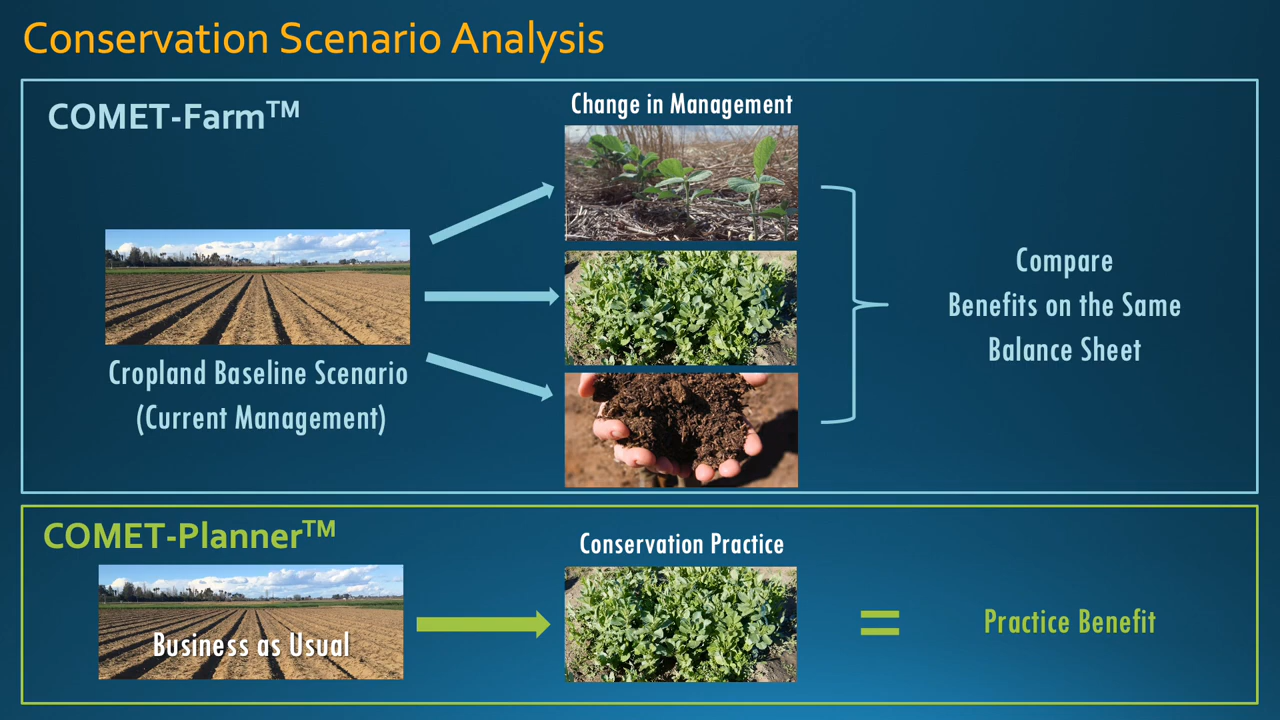 Conservation Scenario Analysis
COMET-Farm™
Change in Management
Cropland Baseline Scenario
(Current Management)
Compare
Benefits on the Same
Balance Sheet
COMET-Planner™
Business as Usual
Conservation Practice
=
Practice Benefit